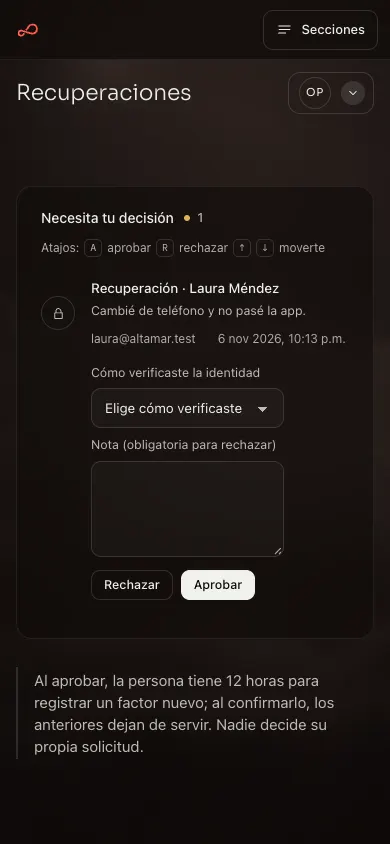 Secciones
Recuperaciones
OP
Necesita tu decisión 1
Atajos: A aprobar R rechazar ↑ ↓ moverte
Recuperación · Laura Méndez
Cambié de teléfono y no pasé la app.
laura@altamar.test 6 nov 2026, 10:13 p.m.
Cómo verificaste la identidad
Elige cómo verificaste
Nota (obligatoria para rechazar)
Rechazar Aprobar
Al aprobar, la persona tiene 12 horas para
registrar un factor nuevo; al confirmarlo, los
anteriores dejan de servir. Nadie decide su
propia solicitud.